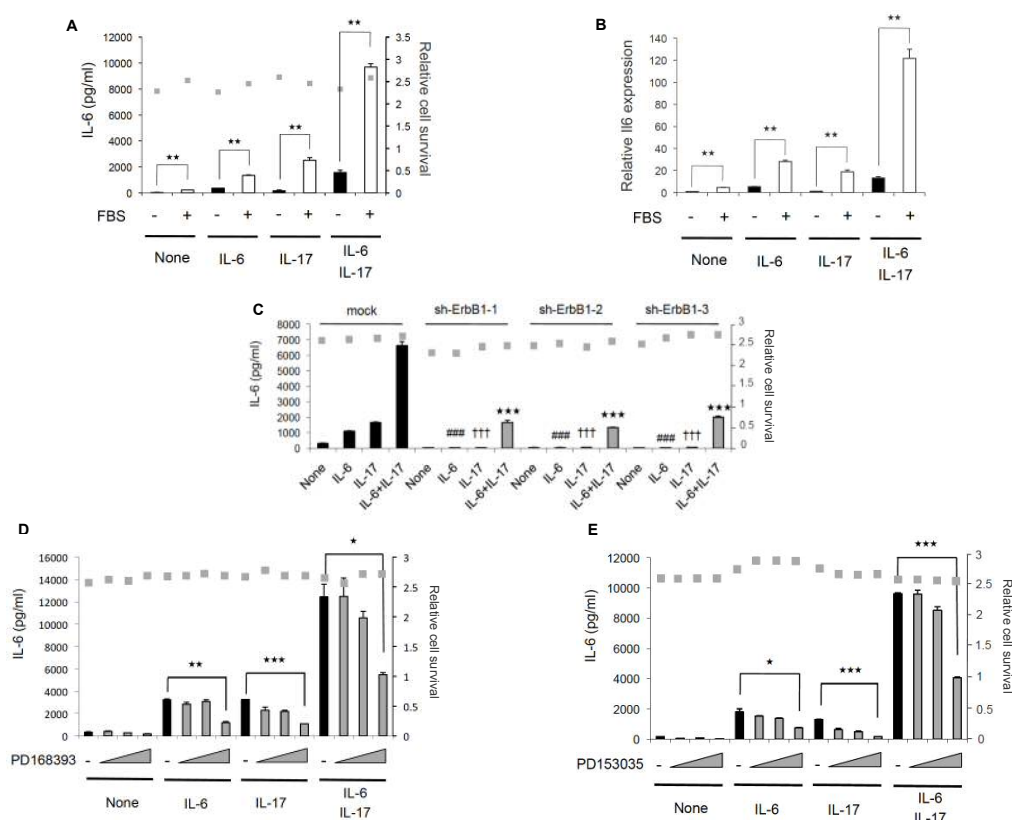 A
IL-6 (pg/ml)
12000
10000
8000
6000
4000
2000
0
3.5
3
2.5
2
1.5
1
0.5
0
Relative cell survival
★★
★★
★★
★★
FBS - + - + - + - +
None IL-6 IL-17 IL-6
IL-17
B
Relative Il6 expression
140
120
100
80
60
40
20
0
★★
★★
★★
★★
FBS - + - + - + - +
None IL-6 IL-17 IL-6
IL-17
C
mock sh-ErbB1-1 sh-ErbB1-2 sh-ErbB1-3
IL-6 (pg/ml)
8000
7000
6000
5000
4000
3000
2000
1000
0
3
2.5
2
1.5
1
0.5
0
Relative cell survival
### ††† ★★★ ### ††† ★★★ ### ††† ★★★
None IL-6 IL-17 IL-6+IL-17 None IL-6 IL-17 IL-6+IL-17 None IL-6 IL-17 IL-6+IL-17 None IL-6 IL-17 IL-6+IL-17
D
IL-6 (pg/ml)
16000
14000
12000
10000
8000
6000
4000
2000
0
3
2.5
2
1.5
1
0.5
0
Relative cell survival
★★
★★★
★
PD168393 - - - -
None IL-6 IL-17 IL-6
IL-17
E
IL-6 (pg/ml)
12000
10000
8000
6000
4000
2000
0
3
2.5
2
1.5
1
0.5
0
Relative cell survival
★
★★★
★★★
PD153035 - - - -
None IL-6 IL-17 IL-6
IL-17